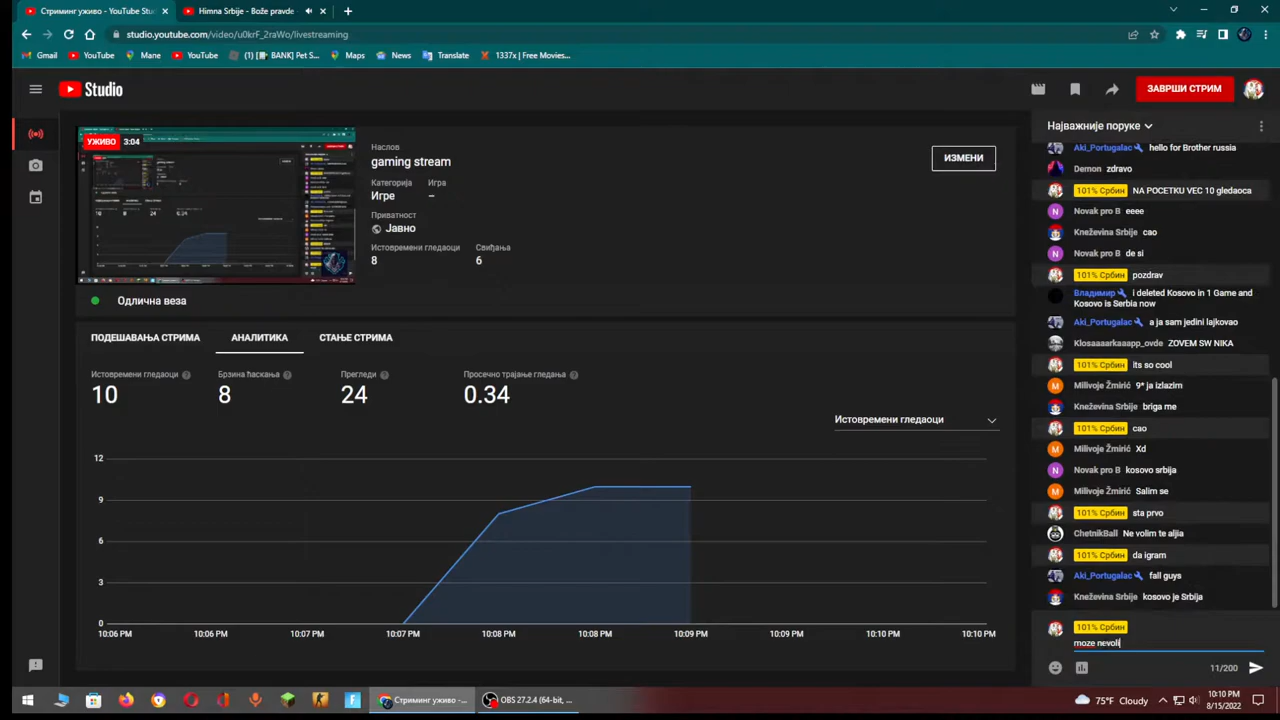 Стриминг уживо - YouTube Stu
Himna Srbije - Bože pravde
studio.youtube.com/video/u0krF_2raWo/livestreaming
Gmail
YouTube
Mane
YouTube
(1) [ BANK] Pet S...
Maps
News
Translate
1337x | Free Movies...
Studio
ЗАВРШИ СТРИМ
УЖИВО 3:04
Наслов
gaming stream
ИЗМЕНИ
Категорија Игра
Игре –
Приватност
Јавно
Истовремени гледаоци Свиђања
8 6
Одлична веза
ПОДЕШАВАЊА СТРИМА АНАЛИТИКА СТАЊЕ СТРИМА
Истовремени гледаоци Брзина ћаскања Прегледи Просечно трајање гледања
10 8 24 0.34
Истовремени гледаоци
12
9
6
3
0
10:06 PM 10:06 PM 10:07 PM 10:07 PM 10:08 PM 10:08 PM 10:09 PM 10:09 PM 10:10 PM 10:10 PM
Најважније поруке
Aki_Portugalac hello for Brother russia
Demon zdravo
101% Србин NA POCETKU VEC 10 gledaoca
Novak pro B eeee
Kneževina Srbije cao
Novak pro B de si
101% Србин pozdrav
Владимир i deleted Kosovo in 1 Game and
Kosovo is Serbia now
Aki_Portugalac a ja sam jedini lajkovao
Klosaaaarkaaapp_ovde ZOVEM SW NIKA
101% Србин Its so cool
Milivoje Žmirić 9* ja izlazim
Kneževina Srbije briga me
101% Србин cao
Milivoje Žmirić Xd
Novak pro B kosovo srbija
Milivoje Žmirić Salim se
101% Србин sta prvo
ChetnikBall Ne volim te aljia
101% Србин da igram
Aki_Portugalac fall guys
Kneževina Srbije kosovo je Srbija
101% Србин
moze nevoli
11/200
Стриминг уживо -...
OBS 27.2.4 (64-bit, ...
75°F Cloudy
10:10 PM
8/15/2022